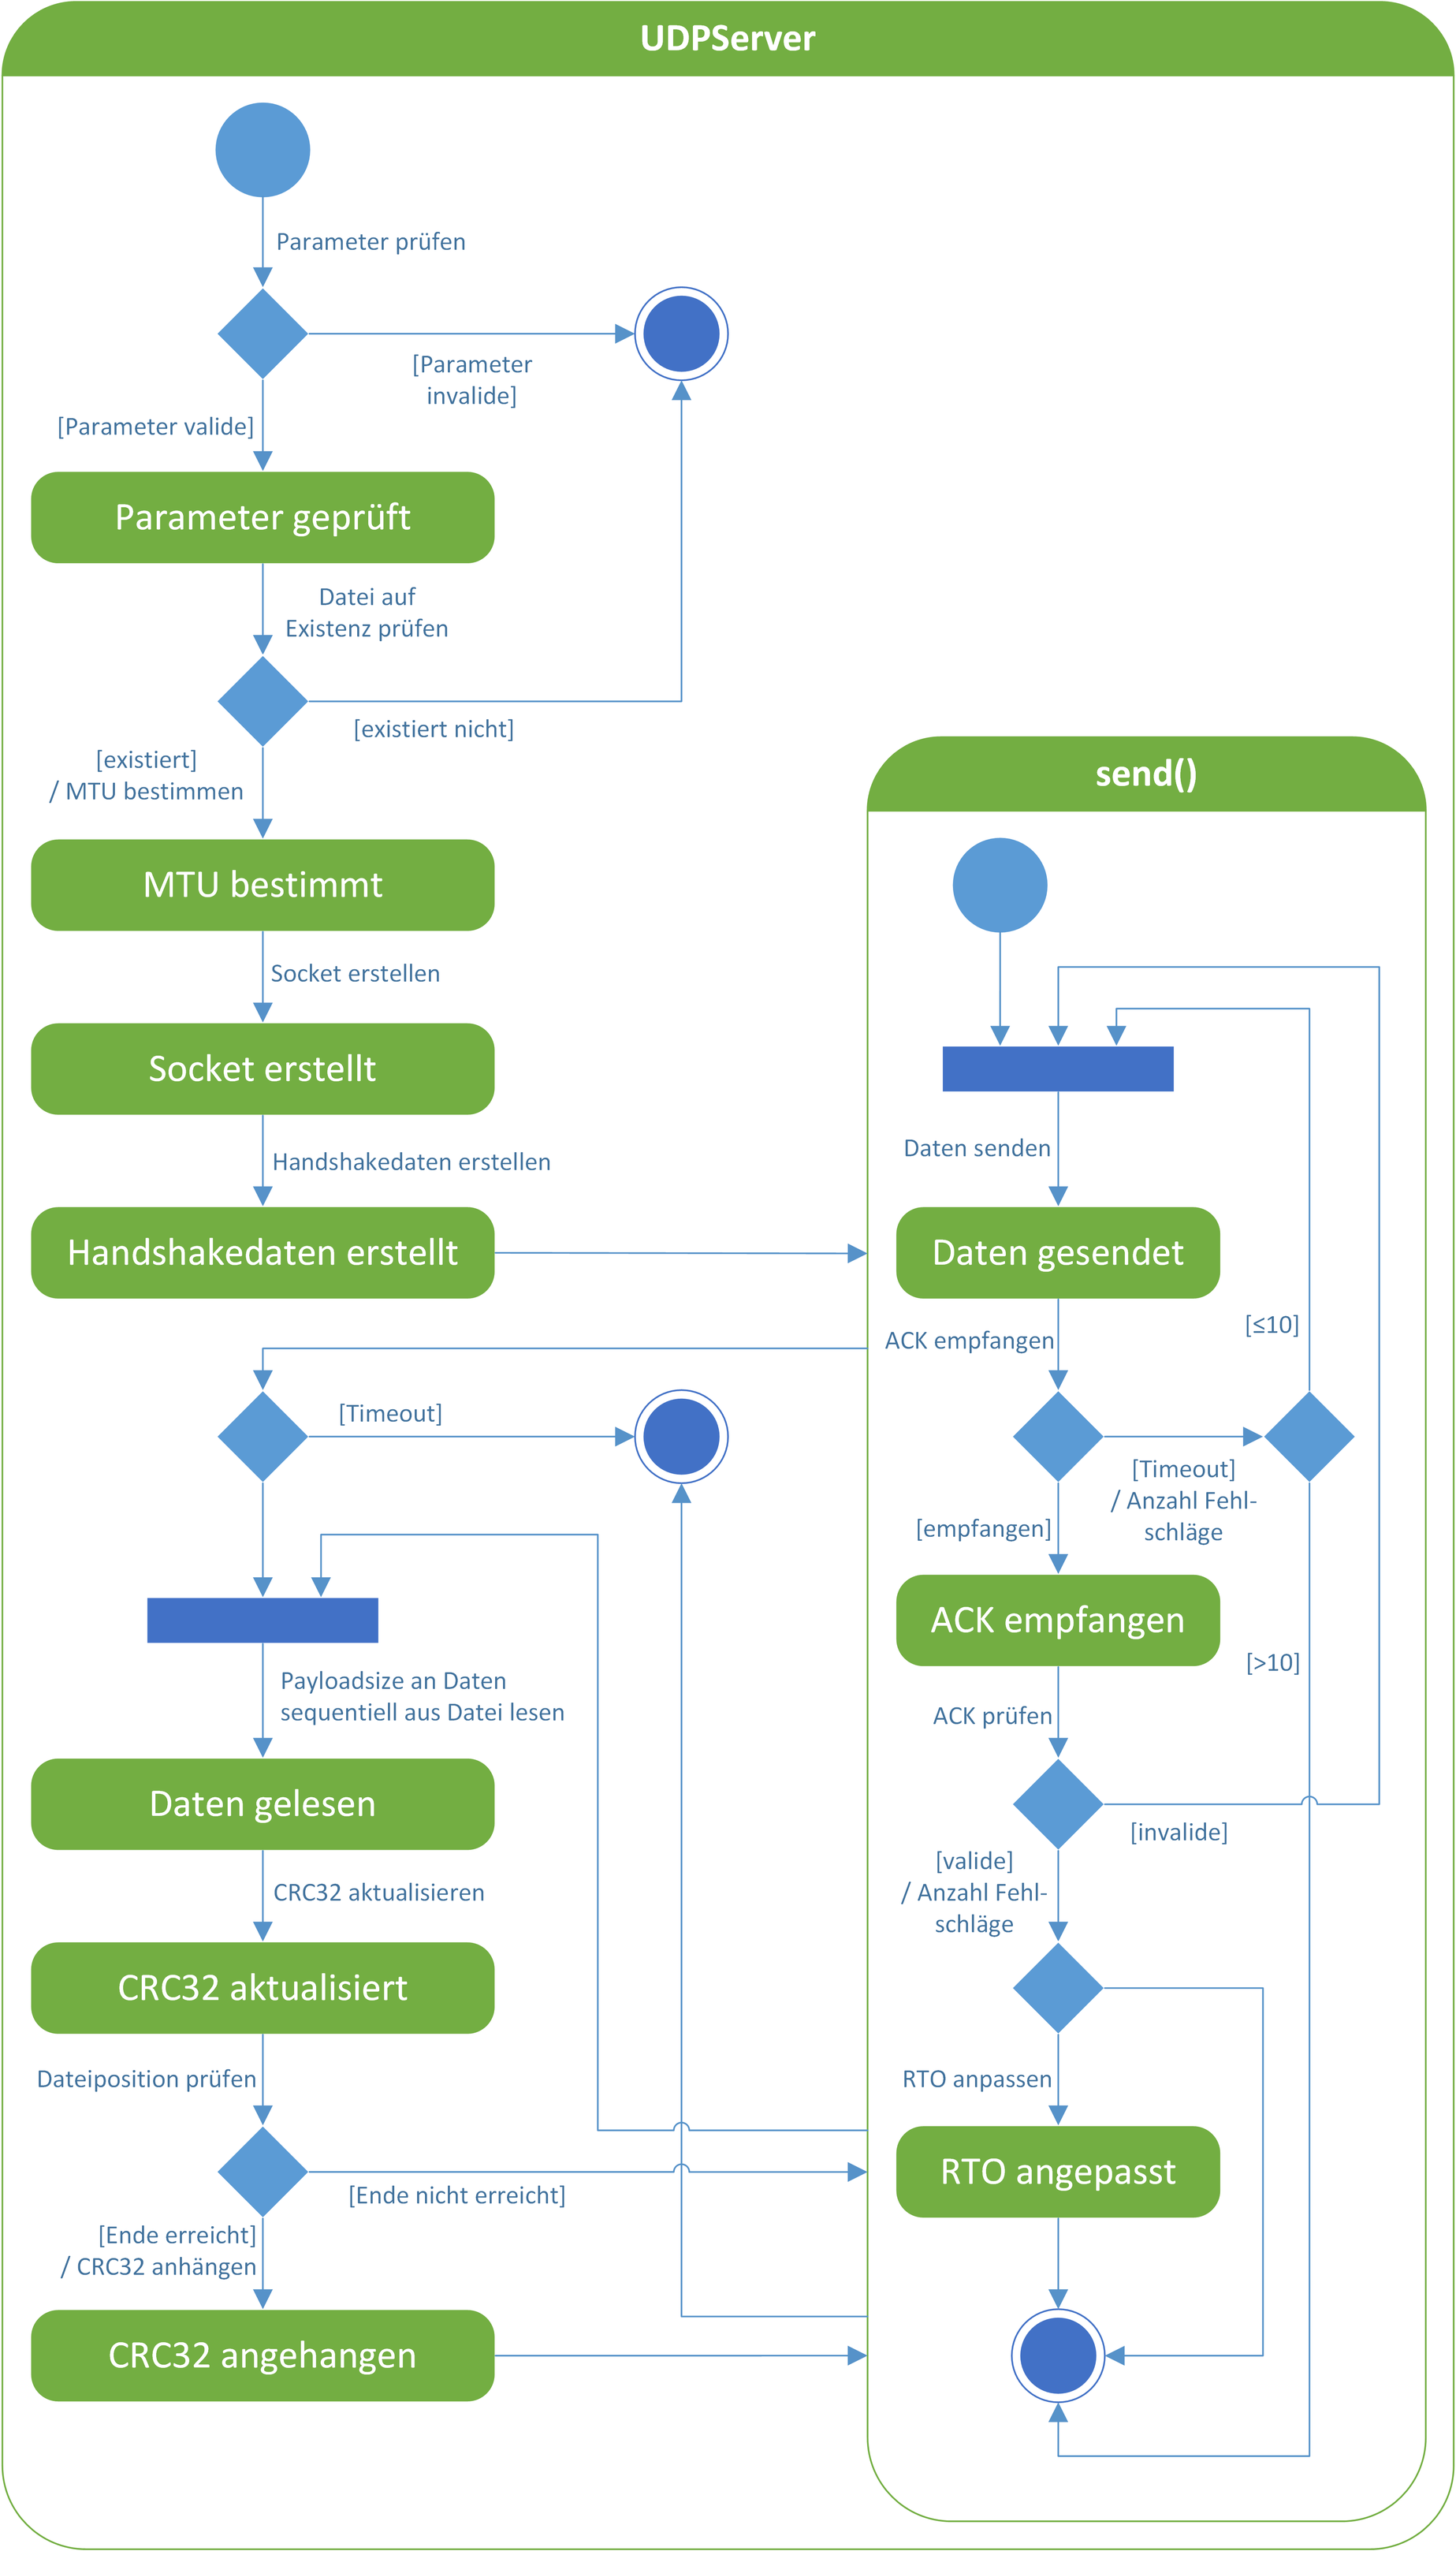 UDPServer
Parameter prüfen
[Parameter
invalide]
[Parameter valide]
Parameter geprüft
Datei auf
Existenz prüfen
[existiert nicht]
[existiert]
/ MTU bestimmen
MTU bestimmt
Socket erstellen
Socket erstellt
Handshakedaten erstellen
Handshakedaten erstellt
[Timeout]
Payloadsize an Daten
sequentiell aus Datei lesen
Daten gelesen
CRC32 aktualisieren
CRC32 aktualisiert
Dateiposition prüfen
[Ende nicht erreicht]
[Ende erreicht]
/ CRC32 anhängen
CRC32 angehangen
send()
Daten senden
Daten gesendet
[≤10]
ACK empfangen
[Timeout]
/ Anzahl Fehl-
schläge
[empfangen]
ACK empfangen
[>10]
ACK prüfen
[invalide]
[valide]
/ Anzahl Fehl-
schläge
RTO anpassen
RTO angepasst